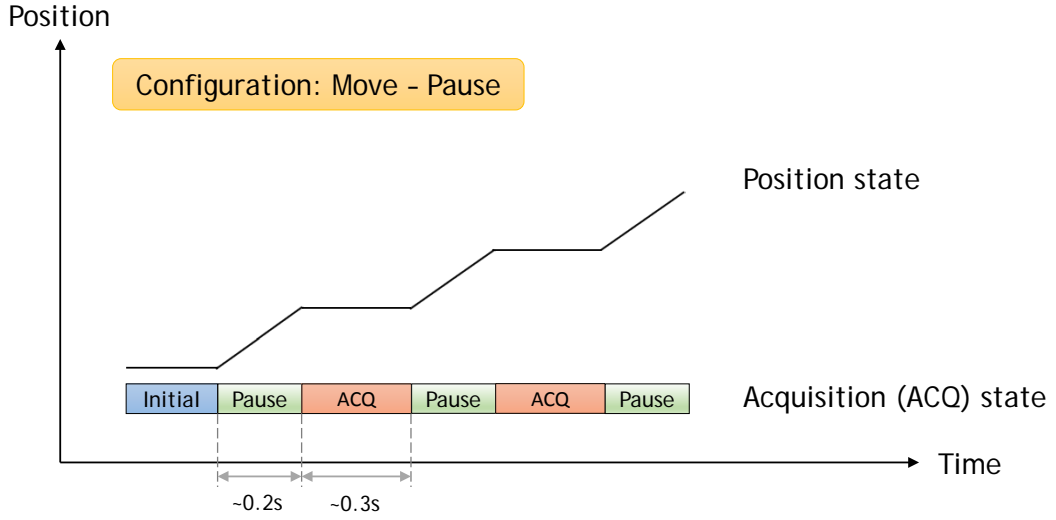 Position
Configuration: Move - Pause
Position state
Initial Pause ACQ Pause ACQ Pause
Acquisition (ACQ) state
Time
~0.2s ~0.3s